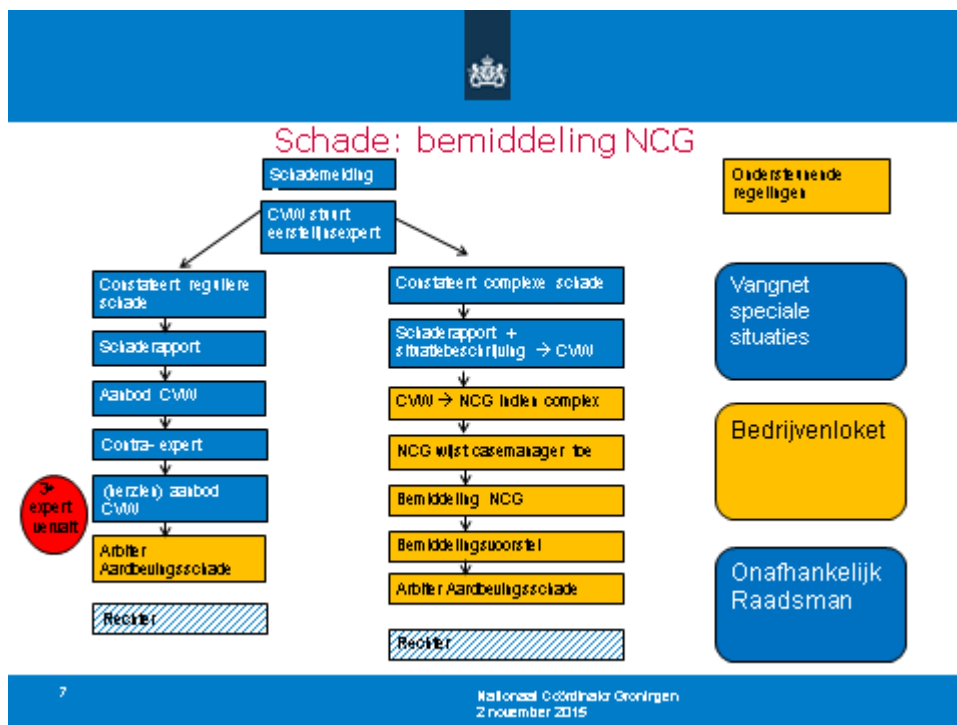 Schade: bemiddeling NCG
Schademelding
CVW stuurt
eerstelijnsexpert
Constateert reguliere
schade
Schaderapport
Aanbod CVW
Contra- expert
(herzien) aanbod
CVW
3e
expert
vervalt
Arbiter
Aardbevingsschade
Rechter
Constateert complexe schade
Schaderapport +
situatiebeschrijving → CVW
CVW → NCG indien complex
NCG wijst casemanager toe
Bemiddeling NCG
Bemiddelingsvoorstel
Arbiter Aardbevingsschade
Rechter
Ondersteunende
regelingen
Vangnet
speciale
situaties
Bedrijvenloket
Onafhankelijk
Raadsman
7
Nationaal Coördinator Groningen
2 november 2015